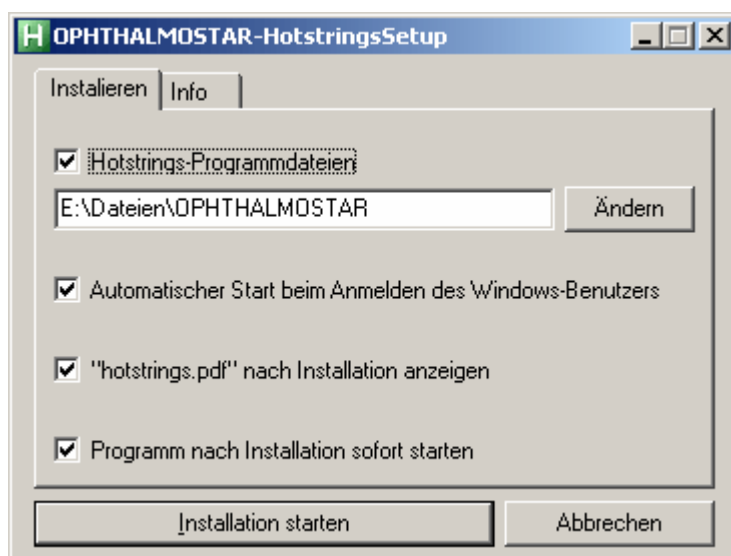 H OPHTHALMOSTAR-HotstringsSetup
Instalieren Info
Hotstrings-Programmdateien
E:\Dateien\OPHTHALMOSTAR Ändern
Automatischer Start beim Anmelden des Windows-Benutzers
"hotstrings.pdf" nach Installation anzeigen
Programm nach Installation sofort starten
Installation starten Abbrechen